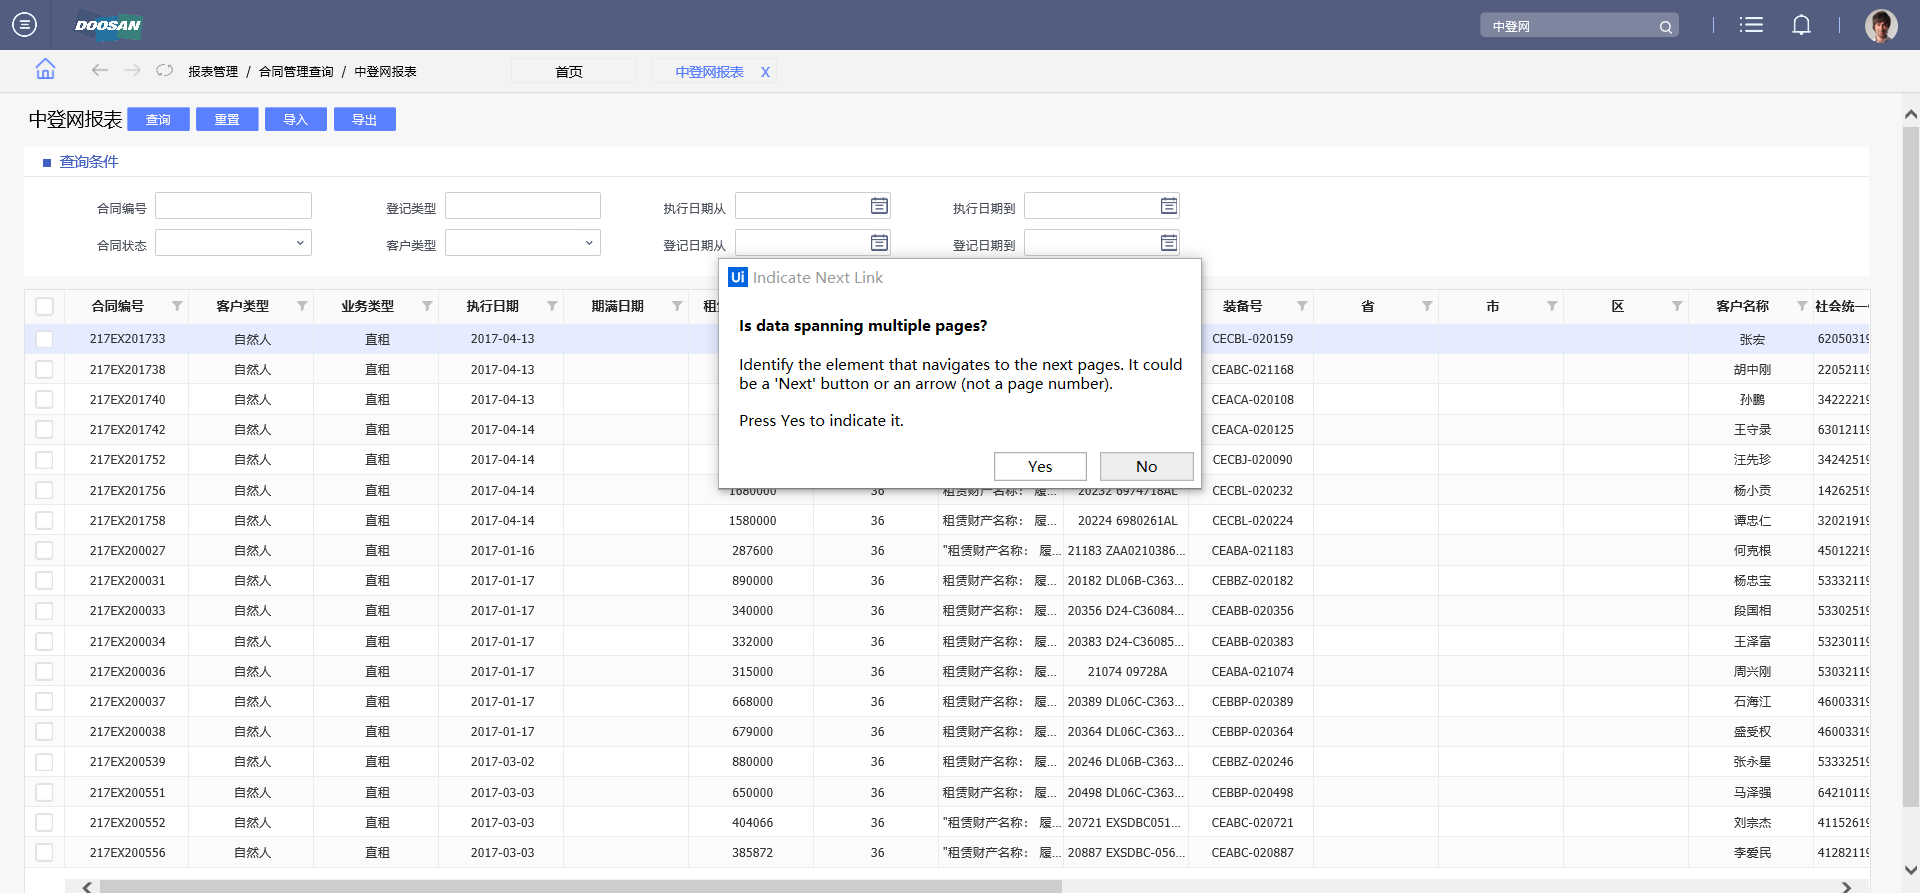 DOOSAN
中登网
报表管理 / 合同管理查询 / 中登网报表
首页
中登网报表 X
中登网报表 查询 重置 导入 导出
查询条件
合同编号 登记类型 执行日期从 执行日期到
合同状态 客户类型 登记日期从 登记日期到
Ui Indicate Next Link
Is data spanning multiple pages?
Identify the element that navigates to the next pages. It could
be a 'Next' button or an arrow (not a page number).
Press Yes to indicate it.
Yes No
合同编号 客户类型 业务类型 执行日期 期满日期 租 装备号 省 市 区 客户名称 社会统一
217EX201733 自然人 直租 2017-04-13 CECBL-020159 张宏 62050319
217EX201738 自然人 直租 2017-04-13 CEABC-021168 胡中刚 22052119
217EX201740 自然人 直租 2017-04-13 CEACA-020108 孙鹏 34222219
217EX201742 自然人 直租 2017-04-14 CEACA-020125 王守录 63012119
217EX201752 自然人 直租 2017-04-14 CECBJ-020090 汪先珍 34242519
217EX201756 自然人 直租 2017-04-14 1680000 36 租赁财产名称： 履... 20232 6974718AL CECBL-020232 杨小贡 14262519
217EX201758 自然人 直租 2017-04-14 1580000 36 租赁财产名称： 履... 20224 6980261AL CECBL-020224 谭忠仁 32021919
217EX200027 自然人 直租 2017-01-16 287600 36 "租赁财产名称： 履... 21183 ZAA0210386... CEABA-021183 何克根 45012219
217EX200031 自然人 直租 2017-01-17 890000 36 租赁财产名称： 履... 20182 DL06B-C363... CEBBZ-020182 杨忠宝 53332119
217EX200033 自然人 直租 2017-01-17 340000 36 租赁财产名称： 履... 20356 D24-C36084... CEABB-020356 段国相 53302519
217EX200034 自然人 直租 2017-01-17 332000 36 租赁财产名称： 履... 20383 D24-C36085... CEABB-020383 王泽富 53230119
217EX200036 自然人 直租 2017-01-17 315000 36 租赁财产名称： 履... 21074 09728A CEABA-021074 周兴刚 53032119
217EX200037 自然人 直租 2017-01-17 668000 36 租赁财产名称： 履... 20389 DL06C-C363... CEBBP-020389 石海江 46003319
217EX200038 自然人 直租 2017-01-17 679000 36 租赁财产名称： 履... 20364 DL06C-C363... CEBBP-020364 盛受权 46003319
217EX200539 自然人 直租 2017-03-02 880000 36 租赁财产名称： 履... 20246 DL06B-C363... CEBBZ-020246 张永星 53332519
217EX200551 自然人 直租 2017-03-03 650000 36 租赁财产名称： 履... 20498 DL06C-C363... CEBBP-020498 马泽强 64210119
217EX200552 自然人 直租 2017-03-03 404066 36 "租赁财产名称： 履... 20721 EXSDBC051... CEABC-020721 刘宗杰 41152619
217EX200556 自然人 直租 2017-03-03 385872 36 "租赁财产名称： 履... 20887 EXSDBC-056... CEABC-020887 李爱民 41282119